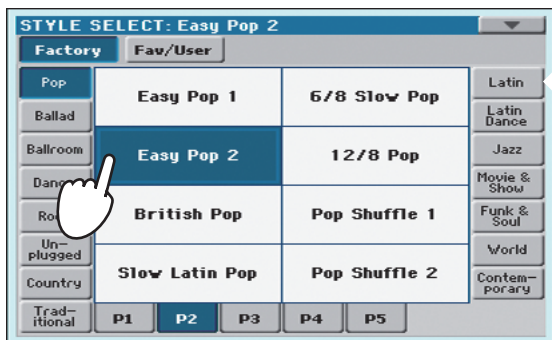 STYLE SELECT: Easy Pop 2
Factory Fav/User
Pop
Ballad
Ballroom
Rock
Un-
plugged
Country
Trad-
itional
Easy Pop 1
6/8 Slow Pop
Easy Pop 2
12/8 Pop
British Pop
Pop Shuffle 1
Slow Latin Pop
Pop Shuffle 2
Latin
Latin
Dance
Jazz
Movie &
Show
Funk &
Soul
World
Contem-
porary
P1 P2 P3 P4 P5